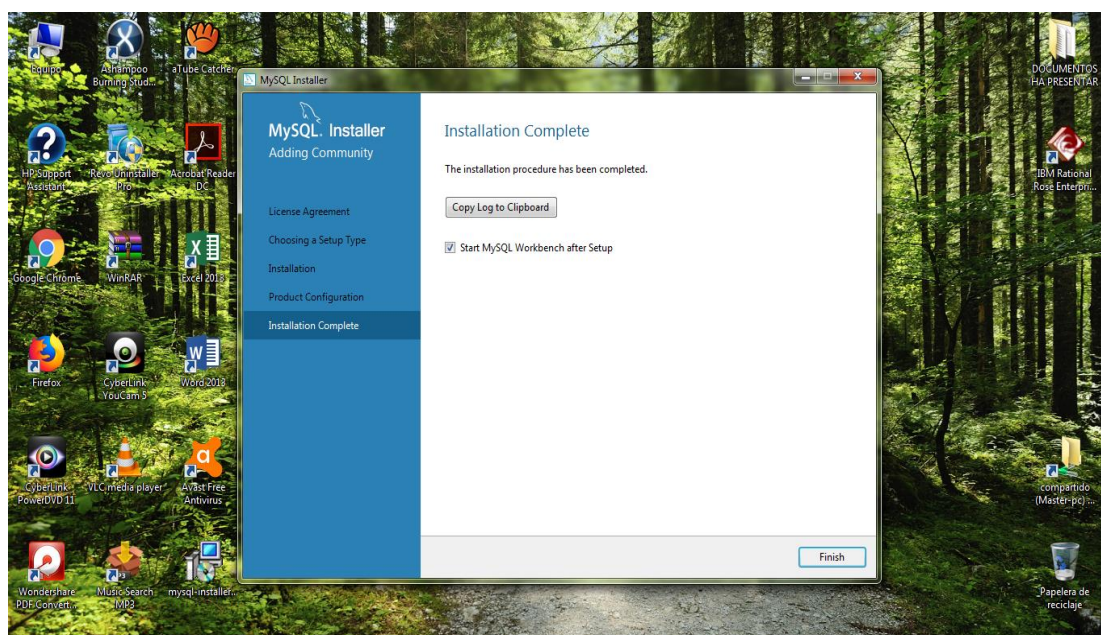 Equipo
Ashampoo
Burning Stud...
aTube Catcher
DOCUMENTOS
HA PRESENTAR
MySQL Installer
MySQL. Installer
Adding Community
License Agreement
Choosing a Setup Type
Installation
Product Configuration
Installation Complete
Installation Complete
The installation procedure has been completed.
Copy Log to Clipboard
Start MySQL Workbench after Setup
Finish
HP Support
Assistant
Revo Uninstaller
Pro
Acrobat Reader
DC
IBM Rational
Rose Enterpri...
Google Chrome
WinRAR
Excel 2013
Firefox
CyberLink
YouCam 5
Word 2013
CyberLink
PowerDVD 11
VLC media player
Avast Free
Antivirus
compartido
(Master-pc) ...
Wondershare
PDF Convert...
Music Search
MP3
mysql-installer...
Papelera de
reciclaje